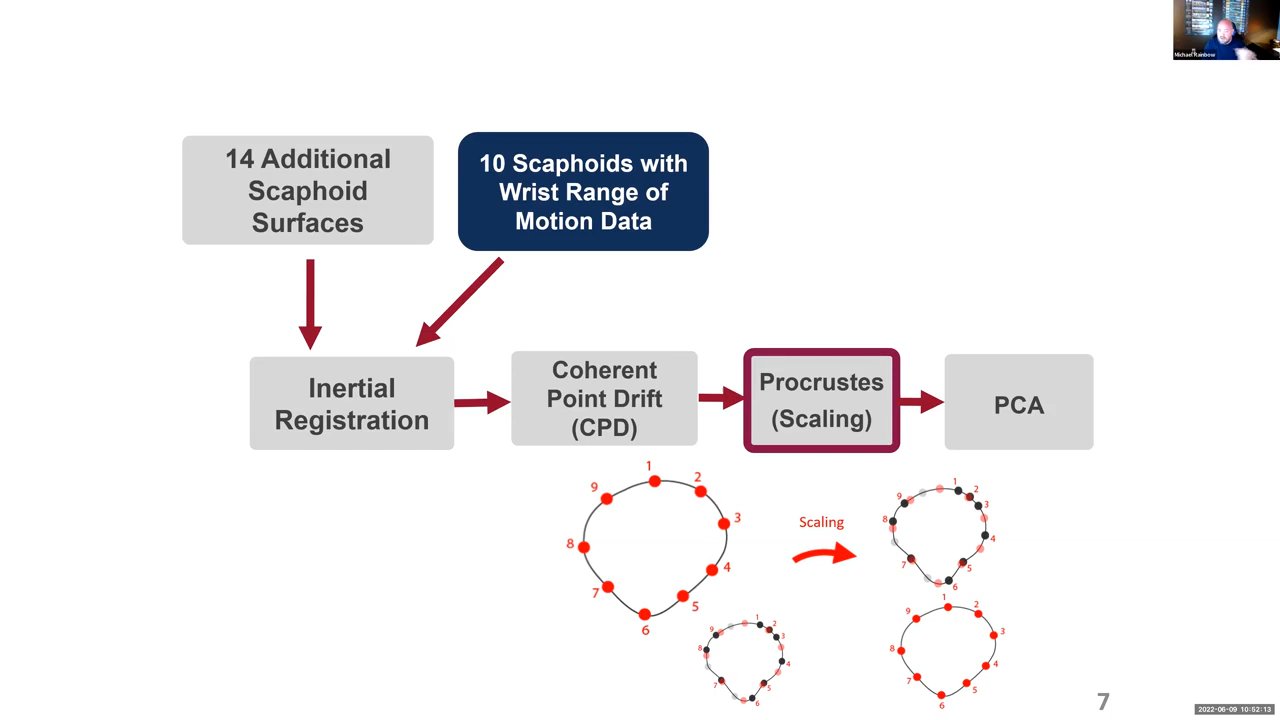 Michael Rainbow
14 Additional
Scaphoid
Surfaces
10 Scaphoids with
Wrist Range of
Motion Data
Inertial
Registration
Coherent
Point Drift
(CPD)
Procrustes
(Scaling)
PCA
1
2
3
4
5
6
7
8
9
Scaling
1
2
3
4
5
6
7
8
9
1
2
3
4
5
6
7
8
9
1
2
3
4
5
6
7
8
9
7
2022-06-09 10:52:13